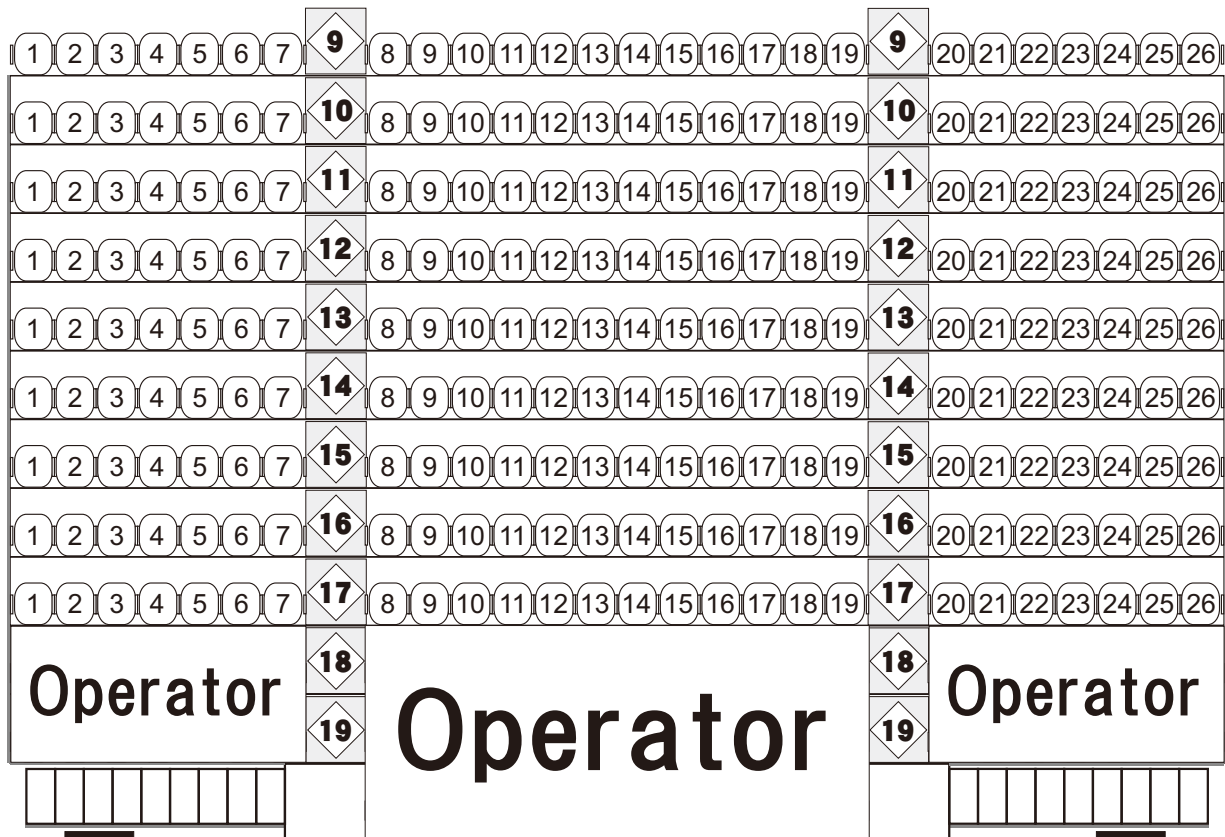 1 2 3 4 5 6 7 9 8 9 10 11 12 13 14 15 16 17 18 19 9 20 21 22 23 24 25 26
1 2 3 4 5 6 7 10 8 9 10 11 12 13 14 15 16 17 18 19 10 20 21 22 23 24 25 26
1 2 3 4 5 6 7 11 8 9 10 11 12 13 14 15 16 17 18 19 11 20 21 22 23 24 25 26
1 2 3 4 5 6 7 12 8 9 10 11 12 13 14 15 16 17 18 19 12 20 21 22 23 24 25 26
1 2 3 4 5 6 7 13 8 9 10 11 12 13 14 15 16 17 18 19 13 20 21 22 23 24 25 26
1 2 3 4 5 6 7 14 8 9 10 11 12 13 14 15 16 17 18 19 14 20 21 22 23 24 25 26
1 2 3 4 5 6 7 15 8 9 10 11 12 13 14 15 16 17 18 19 15 20 21 22 23 24 25 26
1 2 3 4 5 6 7 16 8 9 10 11 12 13 14 15 16 17 18 19 16 20 21 22 23 24 25 26
1 2 3 4 5 6 7 17 8 9 10 11 12 13 14 15 16 17 18 19 17 20 21 22 23 24 25 26
18 18
Operator Operator
19 Operator 19